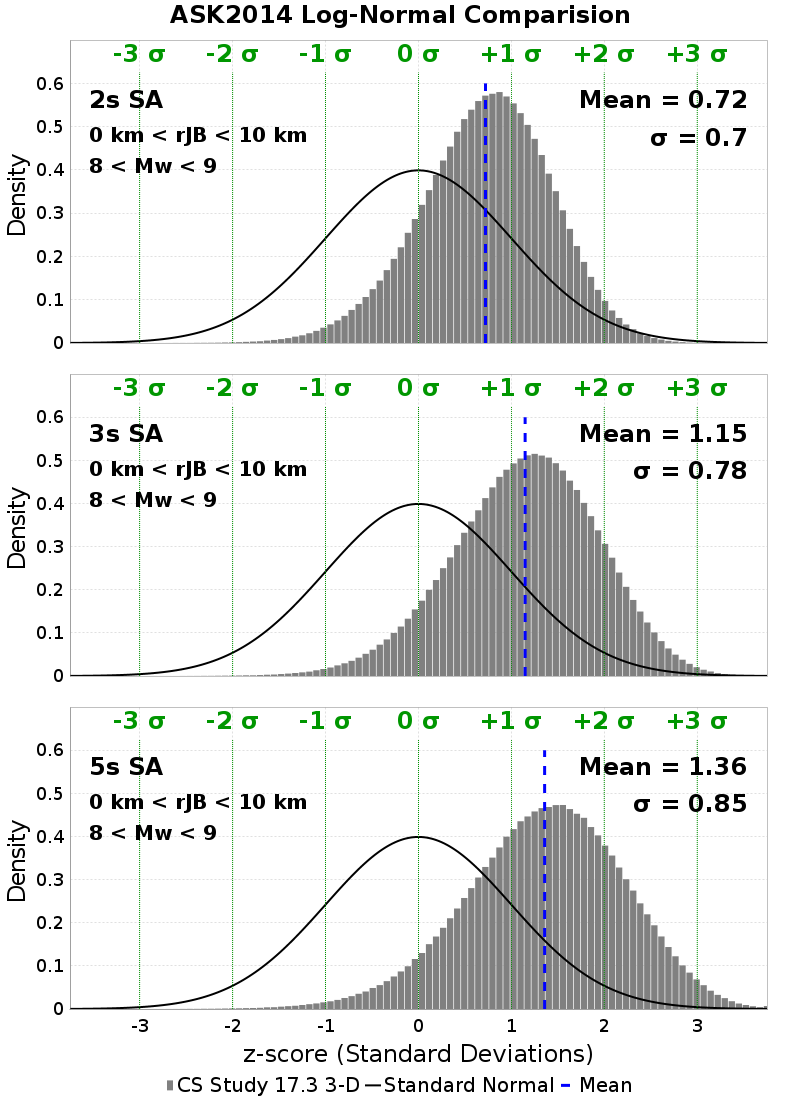 ASK2014 Log-Normal Comparision
-3 σ -2 σ -1 σ 0 σ +1 σ +2 σ +3 σ
2s SA
0 km < rJB < 10 km
8 < Mw < 9
Mean = 0.72
σ = 0.7
Density
0.6
0.5
0.4
0.3
0.2
0.1
0
-3 σ -2 σ -1 σ 0 σ +1 σ +2 σ +3 σ
3s SA
0 km < rJB < 10 km
8 < Mw < 9
Mean = 1.15
σ = 0.78
Density
0.6
0.5
0.4
0.3
0.2
0.1
0
-3 σ -2 σ -1 σ 0 σ +1 σ +2 σ +3 σ
5s SA
0 km < rJB < 10 km
8 < Mw < 9
Mean = 1.36
σ = 0.85
Density
0.6
0.5
0.4
0.3
0.2
0.1
0
-3 -2 -1 0 1 2 3
z-score (Standard Deviations)
CS Study 17.3 3-D Standard Normal Mean